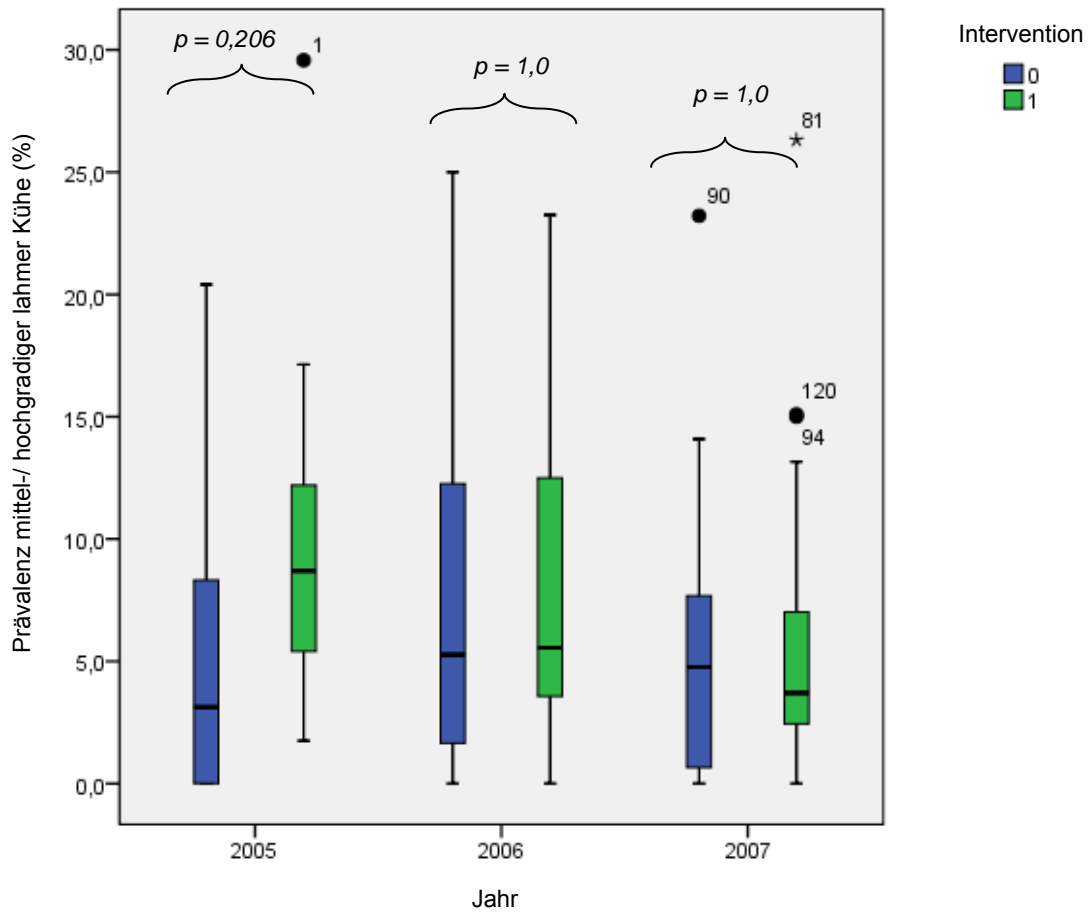 Intervention
0
1
Prävalenz mittel-/ hochgradiger lahmer Kühe (%)
30,0
25,0
20,0
15,0
10,0
5,0
0,0
p = 0,206
1
p = 1,0
p = 1,0
81
90
120
94
2005
2006
2007
Jahr